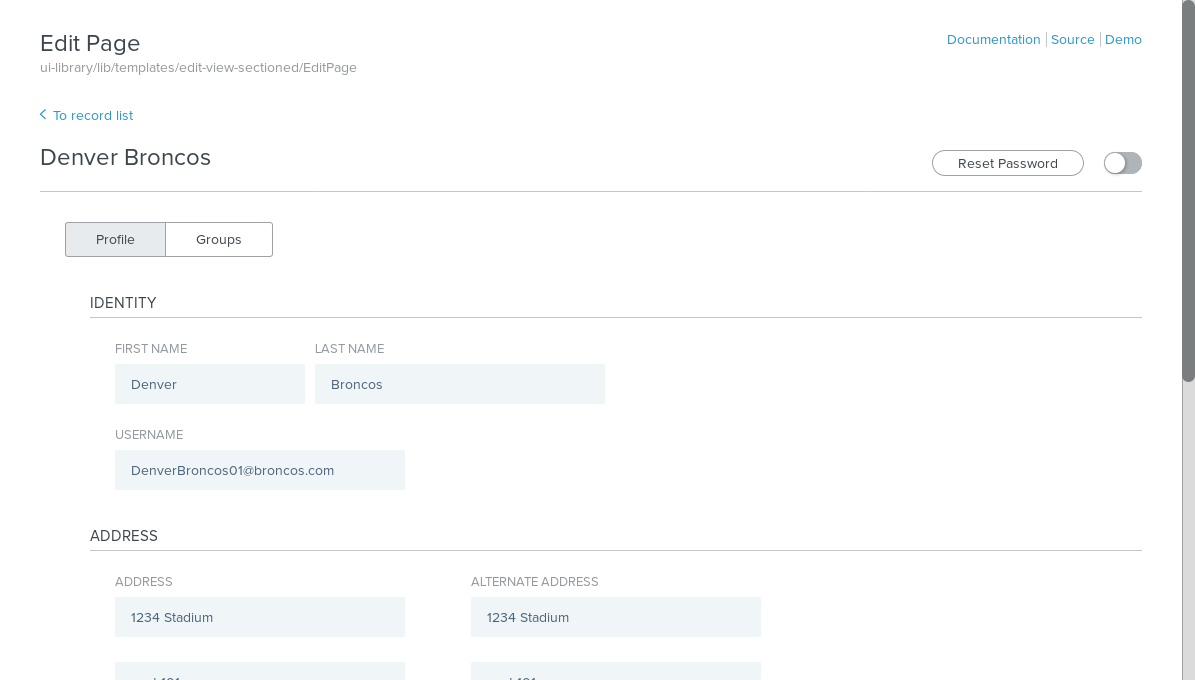 Edit Page
Documentation
Source
Demo
ui-library/lib/templates/edit-view-sectioned/EditPage
To record list
Denver Broncos
Reset Password
Profile
Groups
IDENTITY
FIRST NAME
LAST NAME
Denver
Broncos
USERNAME
DenverBroncos01@broncos.com
ADDRESS
ADDRESS
ALTERNATE ADDRESS
1234 Stadium
1234 Stadium